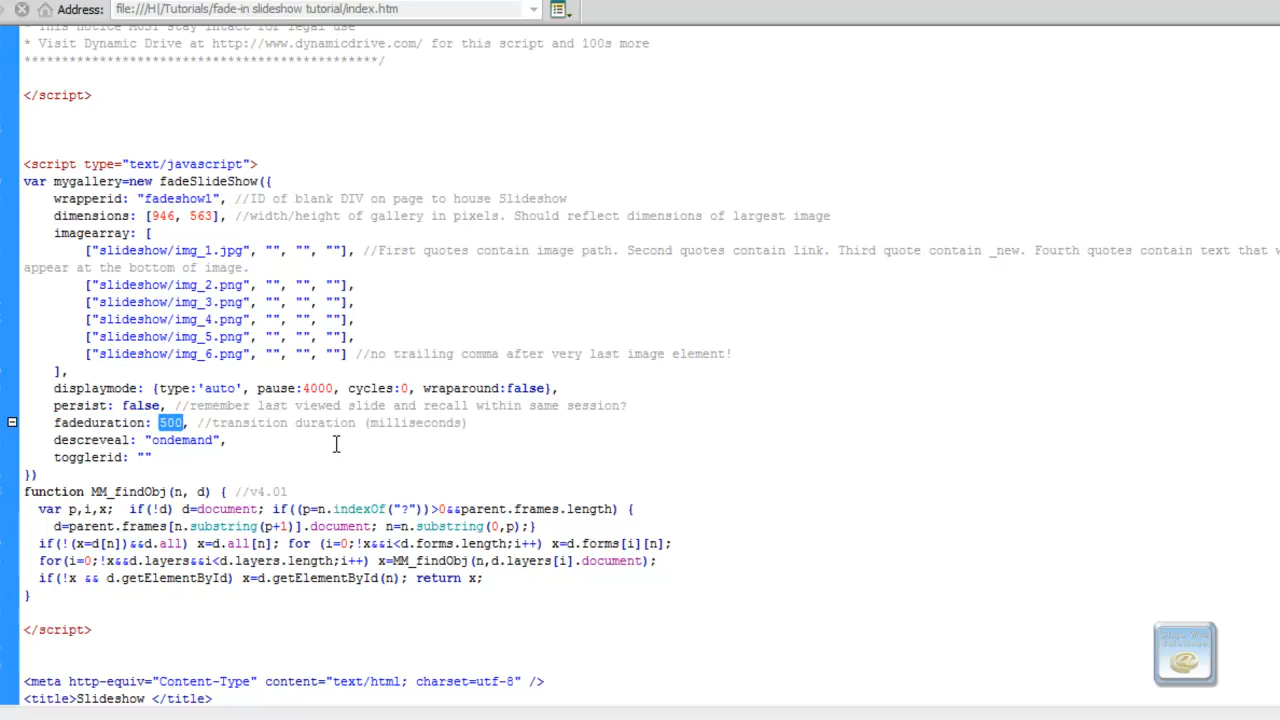 Address: file:///H|/Tutorials/fade-in slideshow tutorial/index.htm
* This notice MUST stay intact for legal use
* Visit Dynamic Drive at http://www.dynamicdrive.com/ for this script and 100s more
***********************************************/
</script>
<script type="text/javascript">
var mygallery=new fadeSlideShow({
wrapperid: "fadeshow1", //ID of blank DIV on page to house Slideshow
dimensions: [946, 563], //width/height of gallery in pixels. Should reflect dimensions of largest image
imagearray: [
["slideshow/img_1.jpg", "", "", ""], //First quotes contain image path. Second quotes contain link. Third quote contain _new. Fourth quotes contain text that
appear at the bottom of image.
["slideshow/img_2.png", "", "", ""],
["slideshow/img_3.png", "", "", ""],
["slideshow/img_4.png", "", "", ""],
["slideshow/img_5.png", "", "", ""],
["slideshow/img_6.png", "", "", ""] //no trailing comma after very last image element!
],
displaymode: {type:'auto', pause:4000, cycles:0, wraparound:false},
persist: false, //remember last viewed slide and recall within same session?
fadeduration: 500, //transition duration (milliseconds)
descreveal: "ondemand",
togglerid: ""
})
function MM_findObj(n, d) { //v4.01
var p,i,x;  if(!d) d=document; if((p=n.indexOf("?"))>0&&parent.frames.length) {
d=parent.frames[n.substring(p+1)].document; n=n.substring(0,p);}
if(!(x=d[n])&&d.all) x=d.all[n]; for (i=0;!x&&i<d.forms.length;i++) x=d.forms[i][n];
for(i=0;!x&&d.layers&&i<d.layers.length;i++) x=MM_findObj(n,d.layers[i].document);
if(!x && d.getElementById) x=d.getElementById(n); return x;
}
</script>
<meta http-equiv="Content-Type" content="text/html; charset=utf-8" />
<title>Slideshow </title>